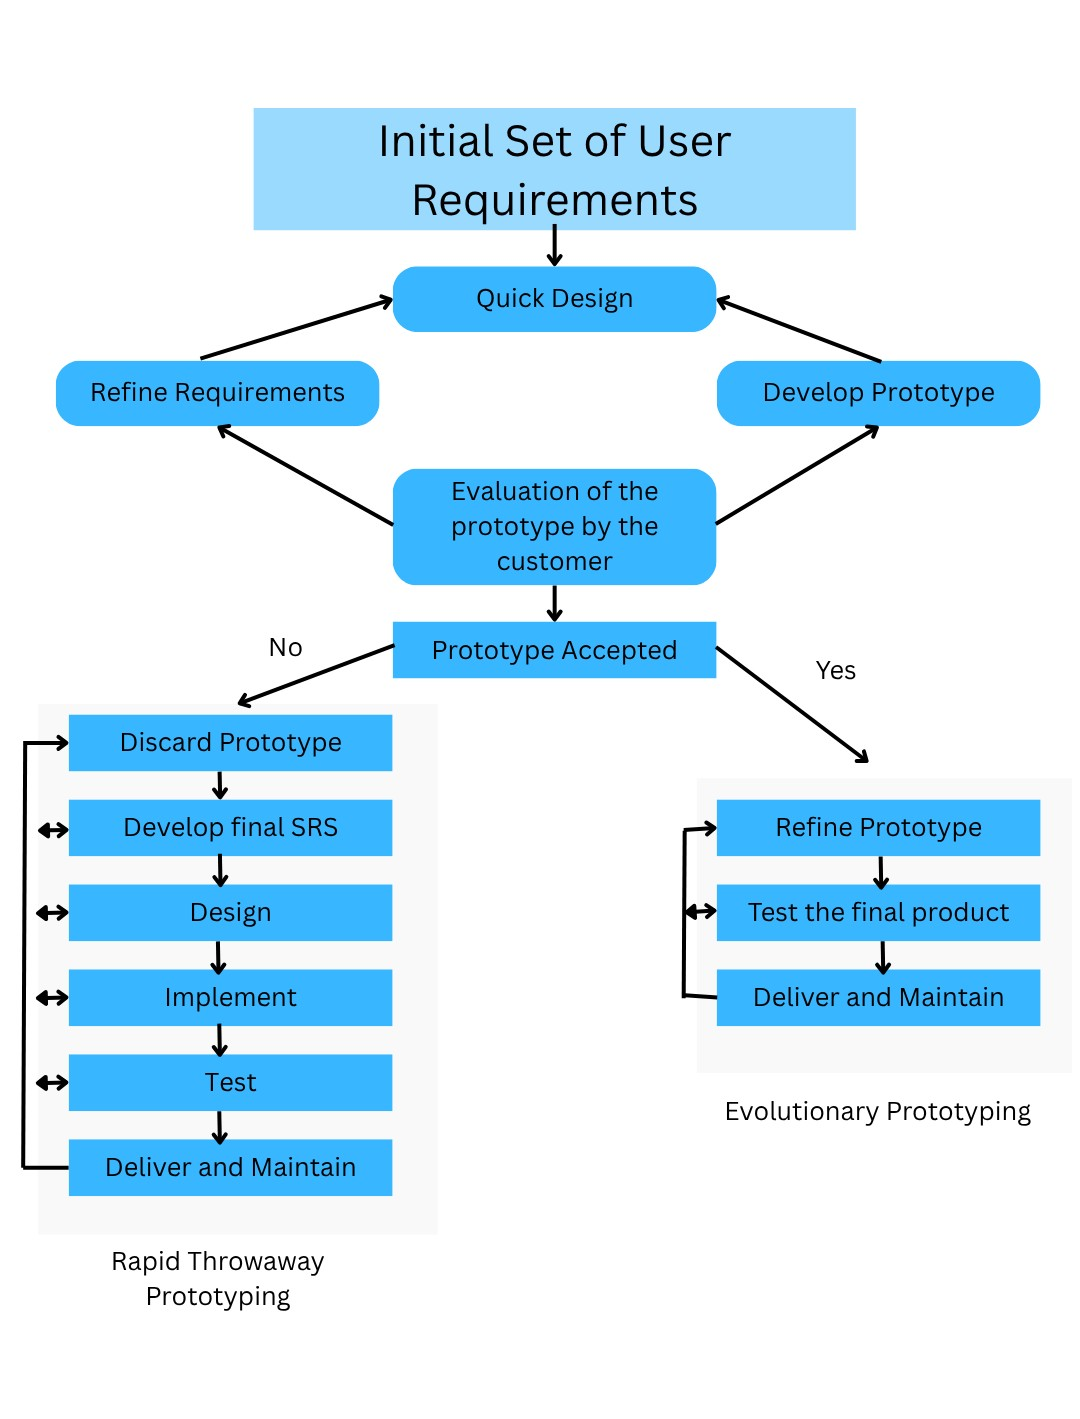 Initial Set of User
Requirements
Quick Design
Refine Requirements
Develop Prototype
Evaluation of the
prototype by the
customer
Prototype Accepted
No
Yes
Discard Prototype
Develop final SRS
Design
Implement
Test
Deliver and Maintain
Rapid Throwaway
Prototyping
Refine Prototype
Test the final product
Deliver and Maintain
Evolutionary Prototyping